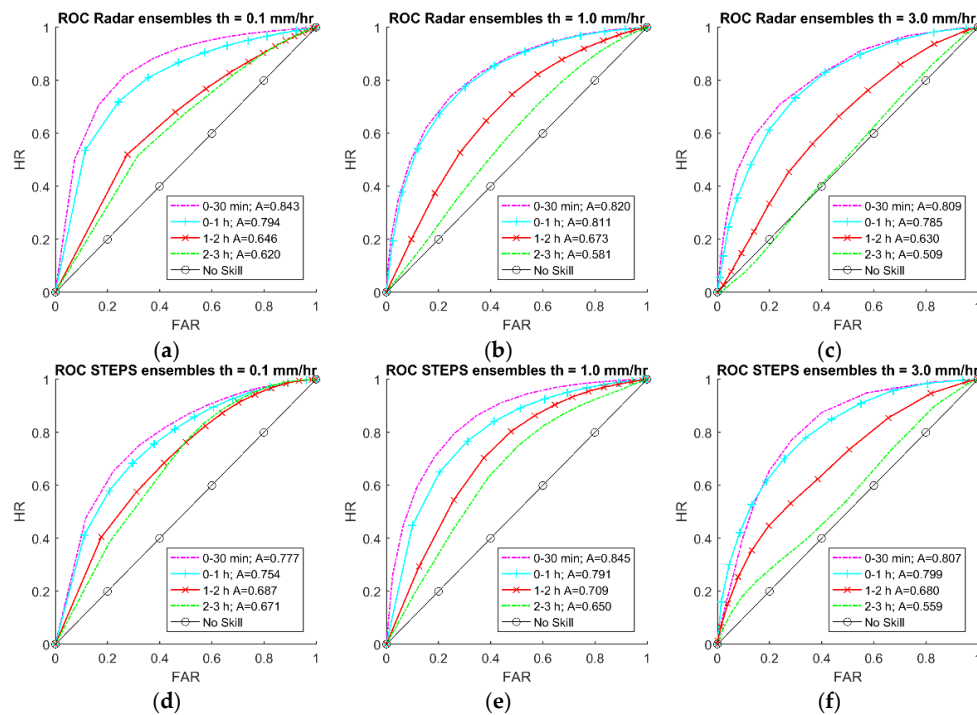 ROC Radar ensembles th = 0.1 mm/hr
1
0.8
0.6
0.4
0.2
0
HR
0-30 min; A=0.843
0-1 h; A=0.794
1-2 h A=0.646
2-3 h; A=0.620
No Skill
0 0.2 0.4 0.6 0.8 1
FAR
(a)
ROC Radar ensembles th = 1.0 mm/hr
1
0.8
0.6
0.4
0.2
0
HR
0-30 min; A=0.820
0-1 h; A=0.811
1-2 h A=0.673
2-3 h; A=0.581
No Skill
0 0.2 0.4 0.6 0.8 1
FAR
(b)
ROC Radar ensembles th = 3.0 mm/hr
1
0.8
0.6
0.4
0.2
0
HR
0-30 min; A=0.809
0-1 h; A=0.785
1-2 h A=0.630
2-3 h; A=0.509
No Skill
0 0.2 0.4 0.6 0.8 1
FAR
(c)
ROC STEPS ensembles th = 0.1 mm/hr
1
0.8
0.6
0.4
0.2
0
HR
0-30 min; A=0.777
0-1 h; A=0.754
1-2 h A=0.687
2-3 h; A=0.671
No Skill
0 0.2 0.4 0.6 0.8 1
FAR
(d)
ROC STEPS ensembles th = 1.0 mm/hr
1
0.8
0.6
0.4
0.2
0
HR
0-30 min; A=0.845
0-1 h; A=0.791
1-2 h A=0.709
2-3 h; A=0.650
No Skill
0 0.2 0.4 0.6 0.8 1
FAR
(e)
ROC STEPS ensembles th = 3.0 mm/hr
1
0.8
0.6
0.4
0.2
0
HR
0-30 min; A=0.807
0-1 h; A=0.799
1-2 h A=0.680
2-3 h; A=0.559
No Skill
0 0.2 0.4 0.6 0.8 1
FAR
(f)